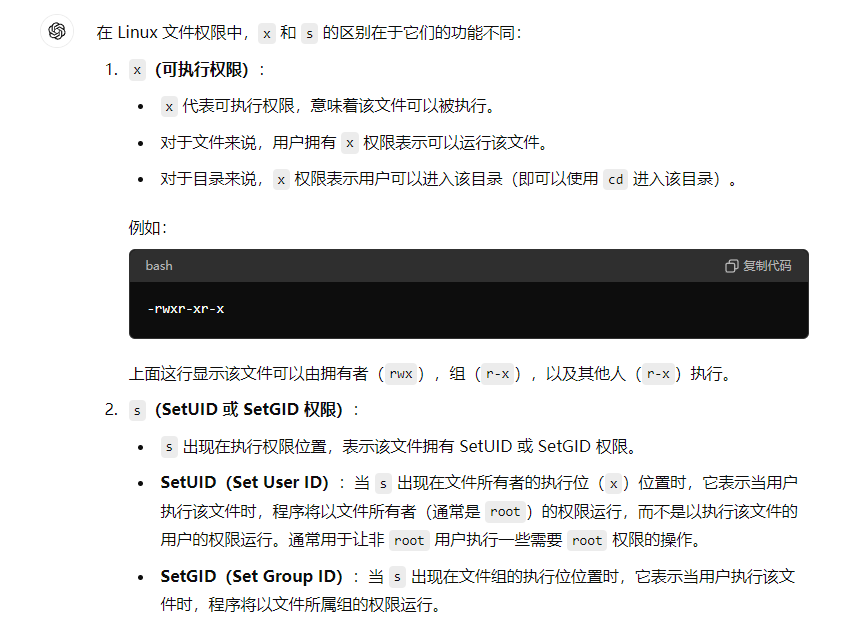 在 Linux 文件权限中，x 和 s 的区别在于它们的功能不同：
1. x（可执行权限）：
• x 代表可执行权限，意味着该文件可以被执行。
• 对于文件来说，用户拥有 x 权限表示可以运行该文件。
• 对于目录来说，x 权限表示用户可以进入该目录（即可以使用 cd 进入该目录）。
例如：
bash 复制代码
-rwxr-xr-x
上面这行显示该文件可以由拥有者（rwx），组（r-x），以及其他人（r-x）执行。
2. s（SetUID 或 SetGID 权限）：
• s 出现在执行权限位置，表示该文件拥有 SetUID 或 SetGID 权限。
• SetUID（Set User ID）：当 s 出现在文件所有者的执行位（x）位置时，它表示当用户
执行该文件时，程序将以文件所有者（通常是 root）的权限运行，而不是以执行该文件的
用户的权限运行。通常用于让非 root 用户执行一些需要 root 权限的操作。
• SetGID（Set Group ID）：当 s 出现在文件组的执行位位置时，它表示当用户执行该文
件时，程序将以文件所属组的权限运行。